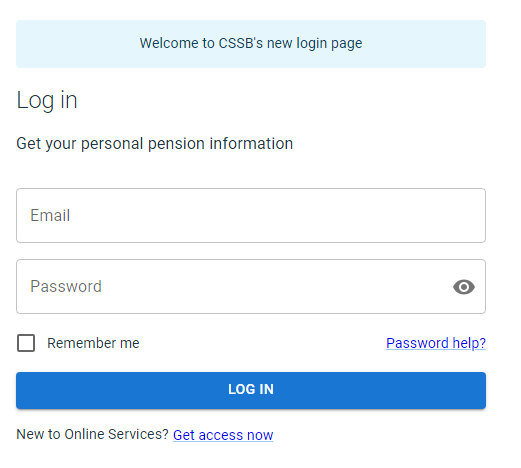 Welcome to CSSB's new login page
Log in
Get your personal pension information
Email
Password
Remember me Password help?
LOG IN
New to Online Services? Get access now